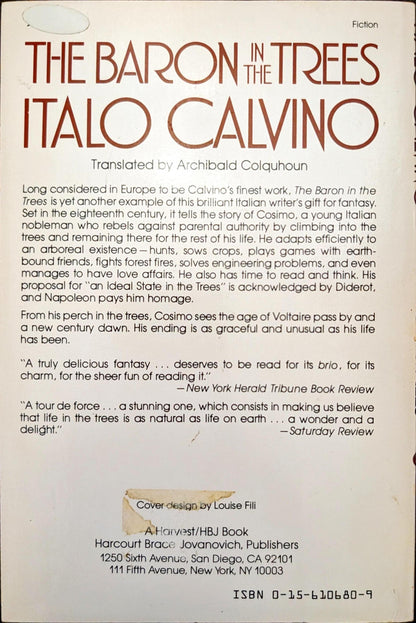 Fiction
THE BARON IN THE TREES
ITALO CALVINO
Translated by Archibald Colquhoun
Long considered in Europe to be Calvino's finest work, The Baron in the
Trees is yet another example of this brilliant Italian writer's gift for fantasy.
Set in the eighteenth century, it tells the story of Cosimo, a young Italian
nobleman who rebels against parental authority by climbing into the
trees and remaining there for the rest of his life. He adapts efficiently to
an arboreal existence—hunts, sows crops, plays games with earth-
bound friends, fights forest fires, solves engineering problems, and even
manages to have love affairs. He also has time to read and think. His
proposal for "an Ideal State in the Trees" is acknowledged by Diderot,
and Napoleon pays him homage.
From his perch in the trees, Cosimo sees the age of Voltaire pass by and
a new century dawn. His ending is as graceful and unusual as his life
has been.
"A truly delicious fantasy . . . deserves to be read for its brio, for its
charm, for the sheer fun of reading it."
—New York Herald Tribune Book Review
"A tour de force . . . a stunning one, which consists in making us believe
that life in the trees is as natural as life on earth . . . a wonder and a
delight."
—Saturday Review
Cover design by Louise Fili
A Harvest/HBJ Book
Harcourt Brace Jovanovich, Publishers
1250 Sixth Avenue, San Diego, CA 92101
111 Fifth Avenue, New York, NY 10003
ISBN 0-15-610680-9